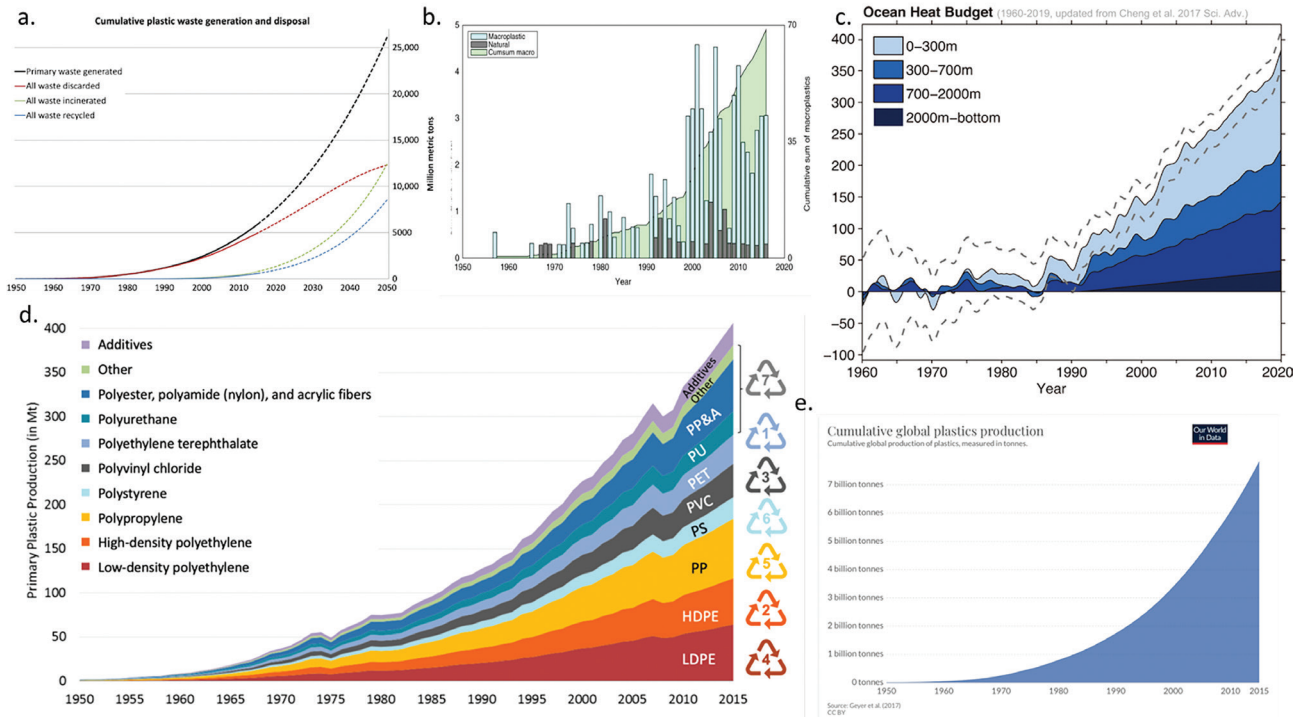 a.
Cumulative plastic waste generation and disposal
Primary waste generated
All waste discarded
All waste incinerated
All waste recycled
25,000
20,000
15,000
10,000
5000
0
Million metric tons
1950 1960 1970 1980 1990 2000 2010 2020 2030 2040 2050
b.
Macroplastic
Natural
Cumsum macro
5
4
3
2
1
0
70
35
0
Cumulative sum of macroplastics
1950 1960 1970 1980 1990 2000 2010 2020
Year
c.
Ocean Heat Budget (1960-2019, updated from Cheng et al. 2017 Sci. Adv.)
0-300m
300-700m
700-2000m
2000m-bottom
400
350
300
250
200
150
100
50
0
-50
-100
1960 1970 1980 1990 2000 2010 2020
Year
d.
Primary Plastic Production (in Mt)
400
350
300
250
200
150
100
50
0
Additives
Other
Polyester, polyamide (nylon), and acrylic fibers
Polyurethane
Polyethylene terephthalate
Polyvinyl chloride
Polystyrene
Polypropylene
High-density polyethylene
Low-density polyethylene
Additives
Other
PP&A
PU
PET
PVC
PS
PP
HDPE
LDPE
7
1
3
6
5
2
4
1950 1955 1960 1965 1970 1975 1980 1985 1990 1995 2000 2005 2010 2015
e.
Cumulative global plastics production
Cumulative global production of plastics, measured in tonnes.
Our World
in Data
7 billion tonnes
6 billion tonnes
5 billion tonnes
4 billion tonnes
3 billion tonnes
2 billion tonnes
1 billion tonnes
0 tonnes
1950 1960 1970 1980 1990 2000 2015
Source: Geyer et al. (2017)
CC BY